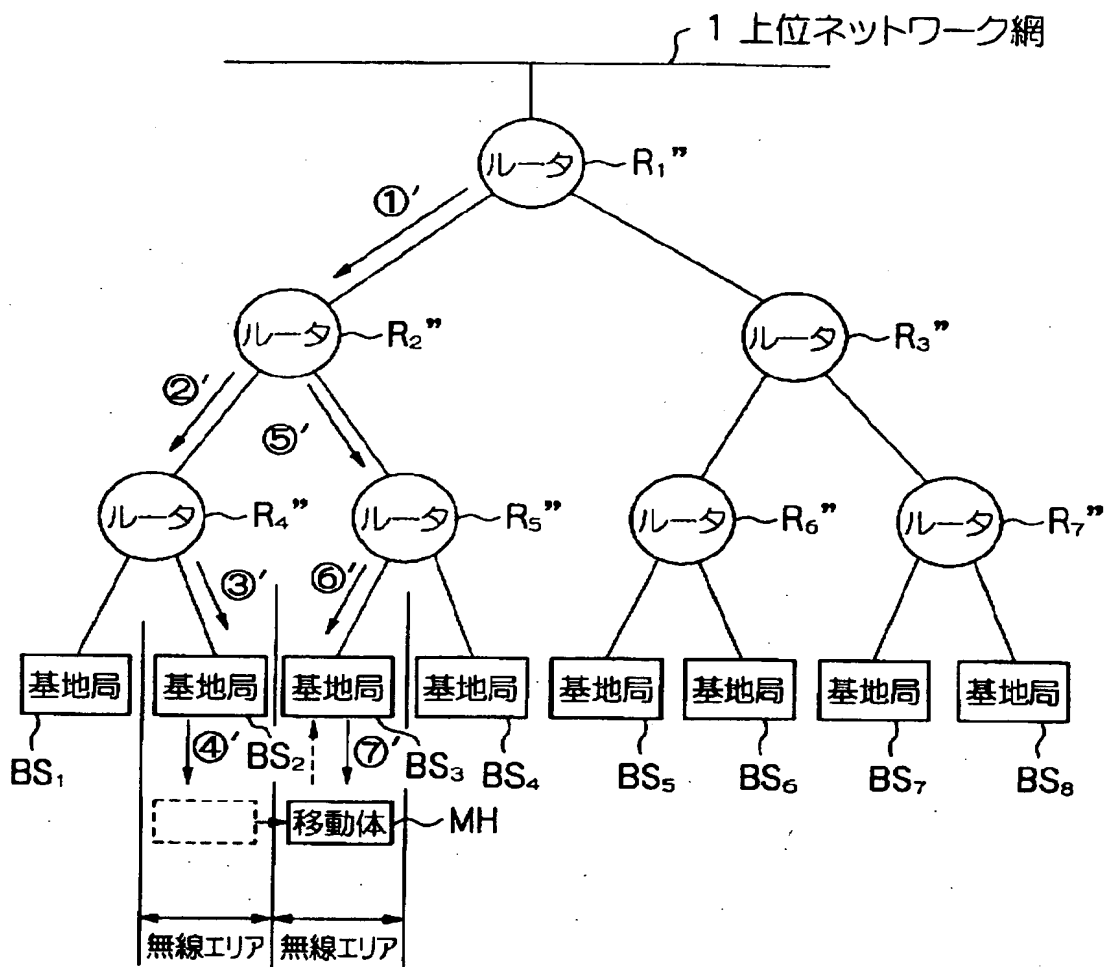 1 上位ネットワーク網
ルータ R₁”
①′
ルータ R₂” ルータ R₃”
②′ ⑤′
ルータ R₄” ルータ R₅” ルータ R₆” ルータ R₇”
③′ ⑥′
基地局 基地局 基地局 基地局 基地局 基地局 基地局 基地局
④′ ⑦′
BS₁ BS₂ BS₃ BS₄ BS₅ BS₆ BS₇ BS₈
移動体 MH
無線エリア 無線エリア